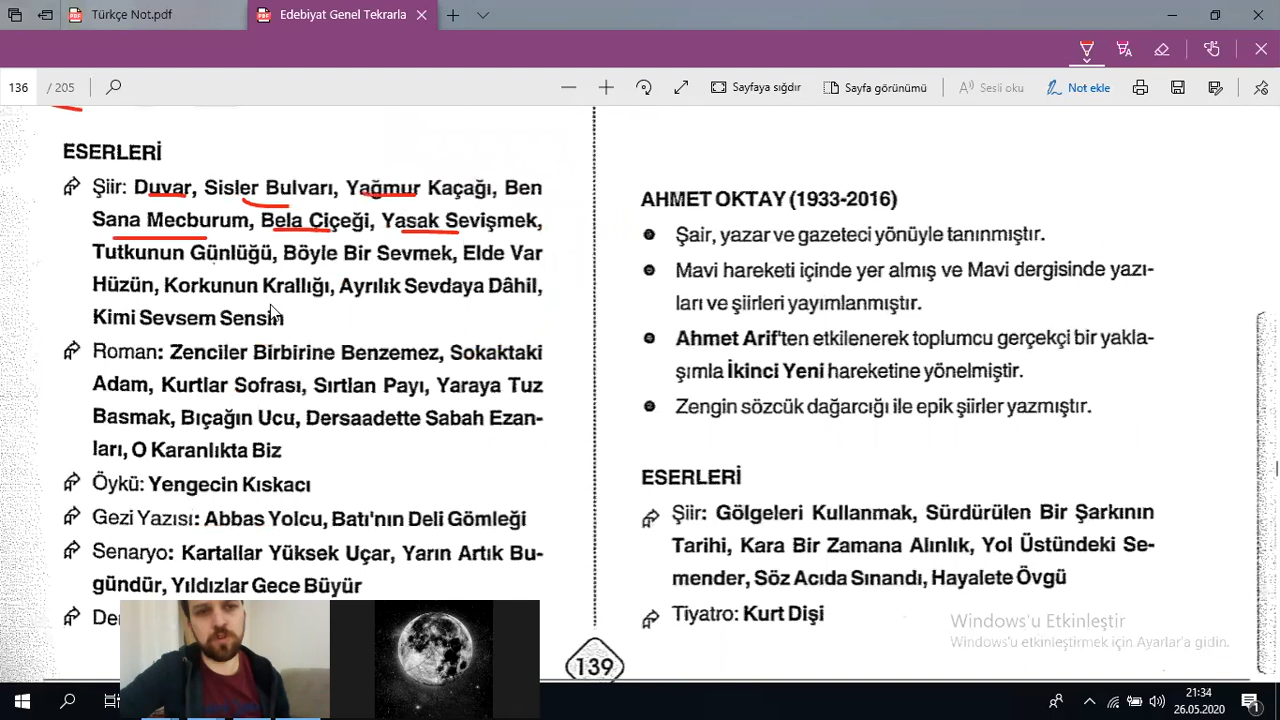 Türkçe Not.pdf
Edebiyat Genel Tekrarla
136 / 205
Sayfaya sığdır
Sayfa görünümü
Sesli oku
Not ekle
ESERLERİ
Şiir: Duvar, Sisler Bulvarı, Yağmur Kaçağı, Ben
Sana Mecburum, Bela Çiçeği, Yasak Sevişmek,
Tutkunun Günlüğü, Böyle Bir Sevmek, Elde Var
Hüzün, Korkunun Krallığı, Ayrılık Sevdaya Dâhil,
Kimi Sevsem Sensin
Roman: Zenciler Birbirine Benzemez, Sokaktaki
Adam, Kurtlar Sofrası, Sırtlan Payı, Yaraya Tuz
Basmak, Bıçağın Ucu, Dersaadette Sabah Ezan-
ları, O Karanlıkta Biz
Öykü: Yengecin Kıskacı
Gezi Yazısı: Abbas Yolcu, Batı'nın Deli Gömleği
Senaryo: Kartallar Yüksek Uçar, Yarın Artık Bu-
gündür, Yıldızlar Gece Büyür
AHMET OKTAY (1933-2016)
Şair, yazar ve gazeteci yönüyle tanınmıştır.
Mavi hareketi içinde yer almış ve Mavi dergisinde yazı-
ları ve şiirleri yayımlanmıştır.
Ahmet Arif'ten etkilenerek toplumcu gerçekçi bir yakla-
şımla İkinci Yeni hareketine yönelmiştir.
Zengin sözcük dağarcığı ile epik şiirler yazmıştır.
ESERLERİ
Şiir: Gölgeleri Kullanmak, Sürdürülen Bir Şarkının
Tarihi, Kara Bir Zamana Alınlık, Yol Üstündeki Se-
mender, Söz Acıda Sınandı, Hayalete Övgü
Tiyatro: Kurt Dişi
139
Windows'u Etkinleştir
Windows'u etkinleştirmek için Ayarlar'a gidin.
21:34
26.05.2020